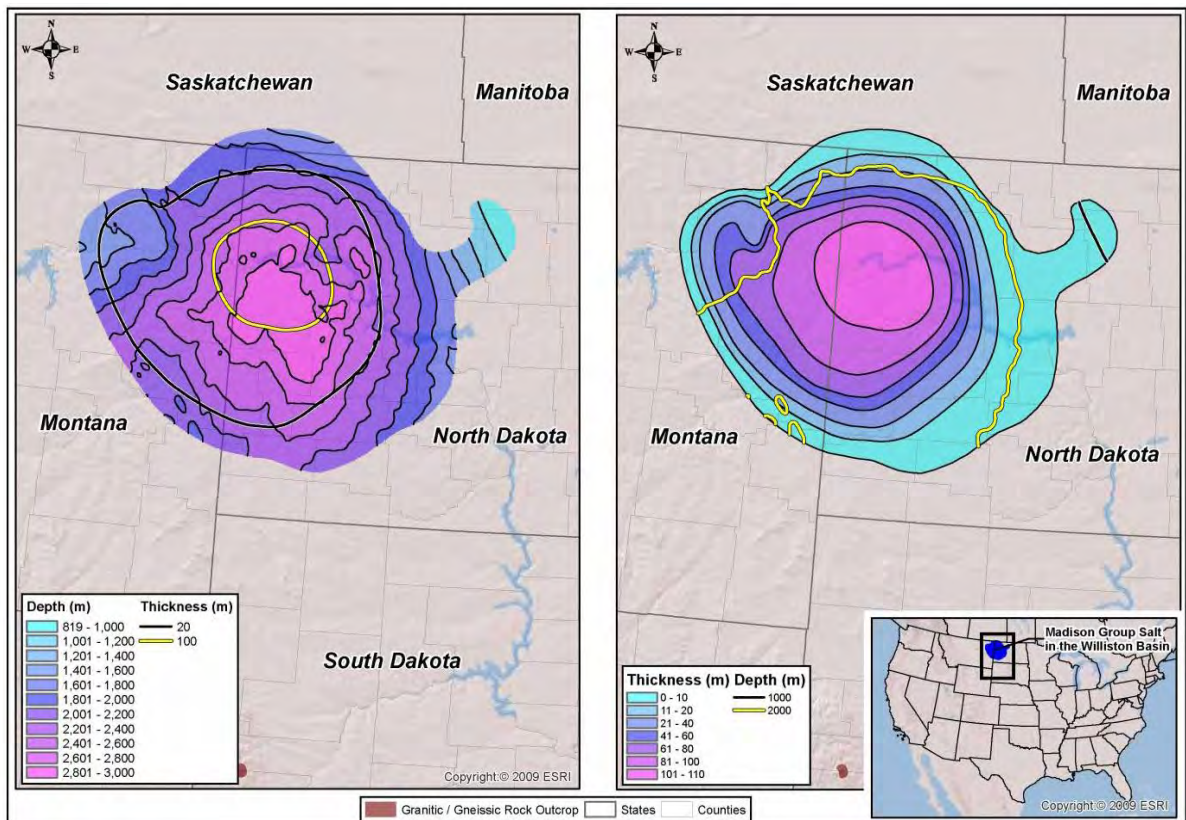 N
W E
S
Saskatchewan
Manitoba
Montana
North Dakota
South Dakota
Depth (m)
819 - 1,000
1,001 - 1,200
1,201 - 1,400
1,401 - 1,600
1,601 - 1,800
1,801 - 2,000
2,001 - 2,200
2,201 - 2,400
2,401 - 2,600
2,601 - 2,800
2,801 - 3,000
Thickness (m)
20
100
Copyright:© 2009 ESRI
N
W E
S
Saskatchewan
Manitoba
Montana
North Dakota
Thickness (m)
0 - 10
11 - 20
21 - 40
41 - 60
61 - 80
81 - 100
101 - 110
Depth (m)
1000
2000
Madison Group Salt
in the Williston Basin
Copyright:© 2009 ESRI
Granitic / Gneissic Rock Outcrop
States
Counties